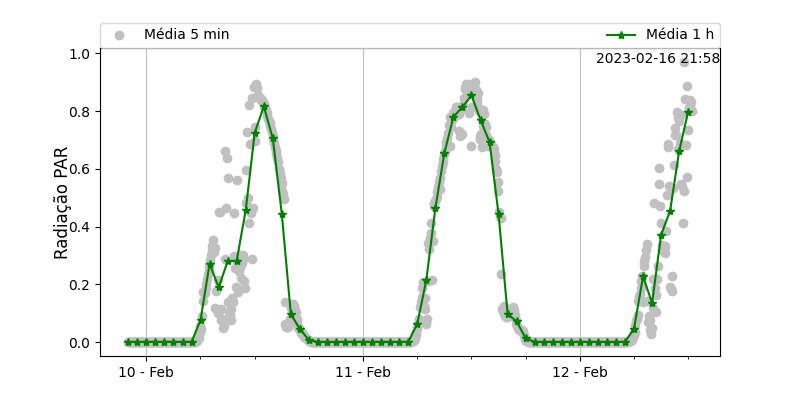 Média 5 min
Média 1 h
2023-02-16 21:58
1.0
0.8
0.6
0.4
0.2
0.0
Radiação PAR
10 - Feb
11 - Feb
12 - Feb